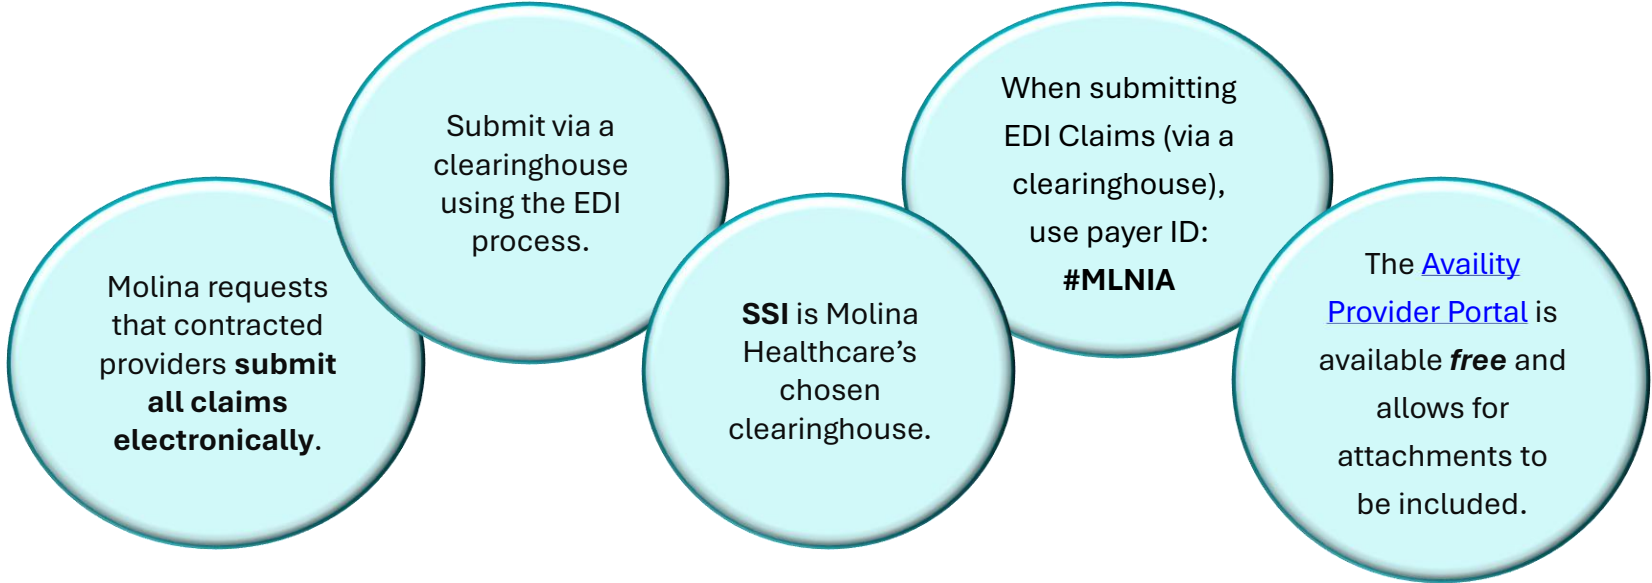 Molina requests
that contracted
providers submit
all claims
electronically.
Submit via a
clearinghouse
using the EDI
process.
SSI is Molina
Healthcare’s
chosen
clearinghouse.
When submitting
EDI Claims (via a
clearinghouse),
use payer ID:
#MLNIA
The Availity
Provider Portal is
available free and
allows for
attachments to
be included.